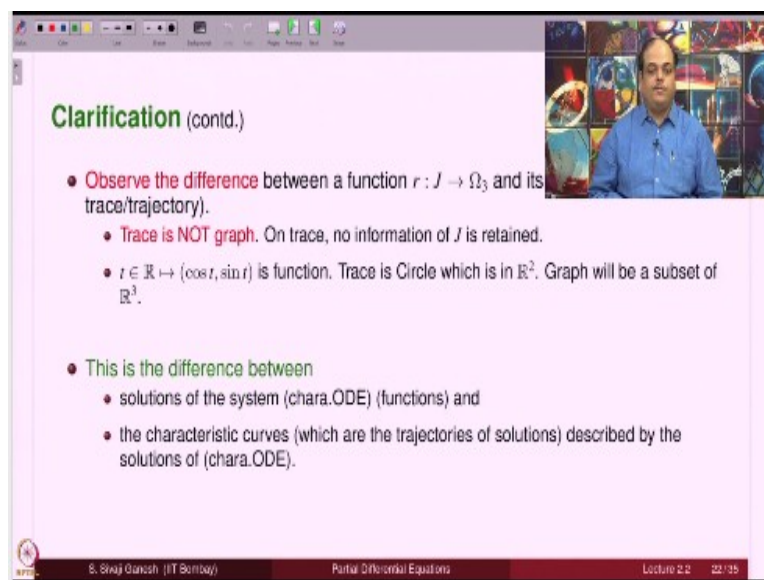 Clarification (contd.)
Observe the difference between a function r : J → Ω₃ and its
trace/trajectory).
Trace is NOT graph. On trace, no information of J is retained.
t ∈ ℝ ↦ (cos t, sin t) is function. Trace is Circle which is in ℝ². Graph will be a subset of
ℝ³.
This is the difference between
solutions of the system (chara.ODE) (functions) and
the characteristic curves (which are the trajectories of solutions) described by the
solutions of (chara.ODE).
NPTEL
S. Sivaji Ganesh (IIT Bombay) Partial Differential Equations Lecture 2.2 22/35